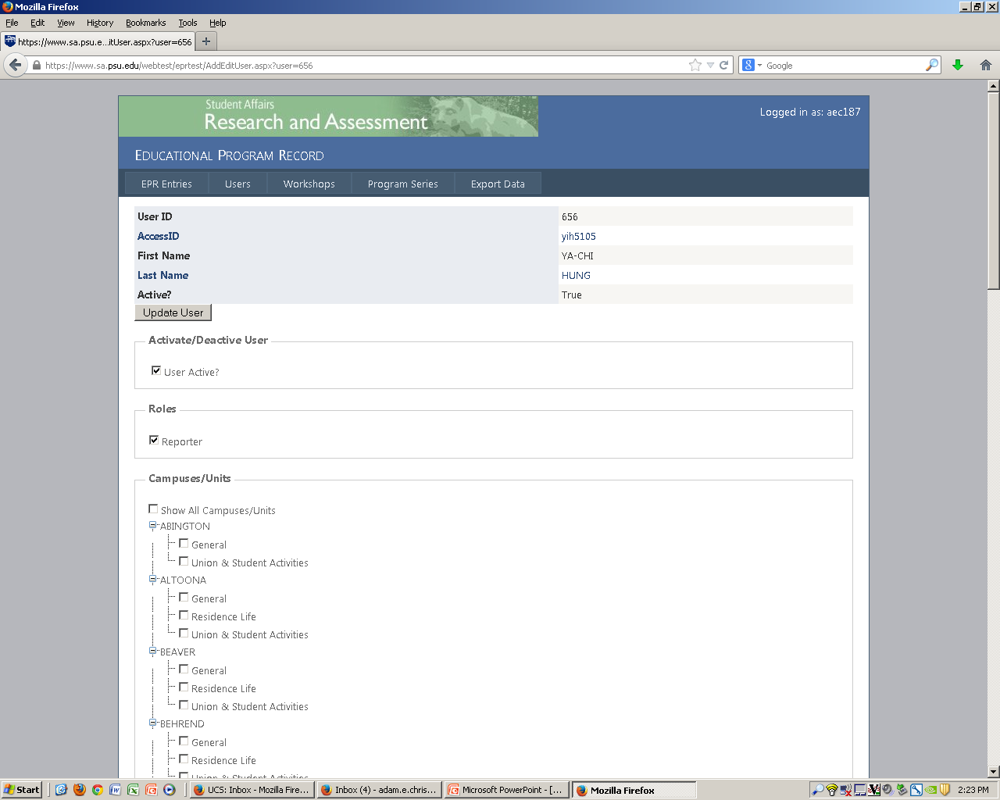 Mozilla Firefox
File Edit View History Bookmarks Tools Help
https://www.sa.psu.e...itUser.aspx?user=656
https://www.sa.psu.edu/webtest/eprtest/AddEditUser.aspx?user=656
Google
Student Affairs
Research and Assessment
Logged in as: aec187
EDUCATIONAL PROGRAM RECORD
EPR Entries Users Workshops Program Series Export Data
User ID 656
AccessID yih5105
First Name YA-CHI
Last Name HUNG
Active? True
Update User
Activate/Deactive User
User Active?
Roles
Reporter
Campuses/Units
Show All Campuses/Units
ABINGTON
General
Union & Student Activities
ALTOONA
General
Residence Life
Union & Student Activities
BEAVER
General
Residence Life
Union & Student Activities
BEHREND
General
Residence Life
Union & Student Activities
Start UCS: Inbox - Mozilla Fire... Inbox (4) - adam.e.chris... Microsoft PowerPoint - [... Mozilla Firefox 2:23 PM